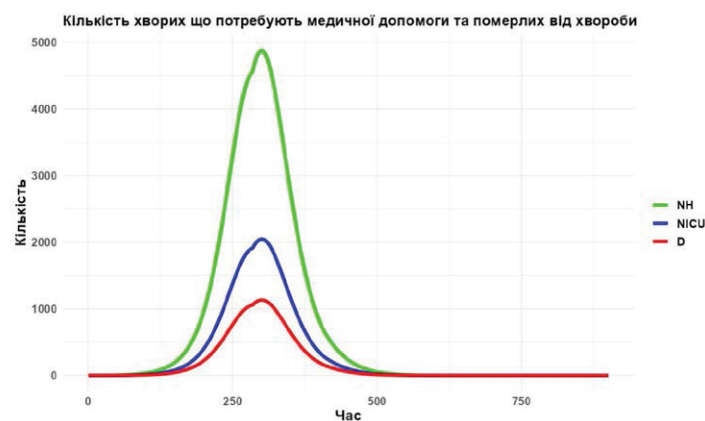 Кількість хворих що потребують медичної допомоги та померлих від хвороби
5000
4000
3000
2000
1000
0
Кількість
0 250 500 750
Час
NH
NICU
D